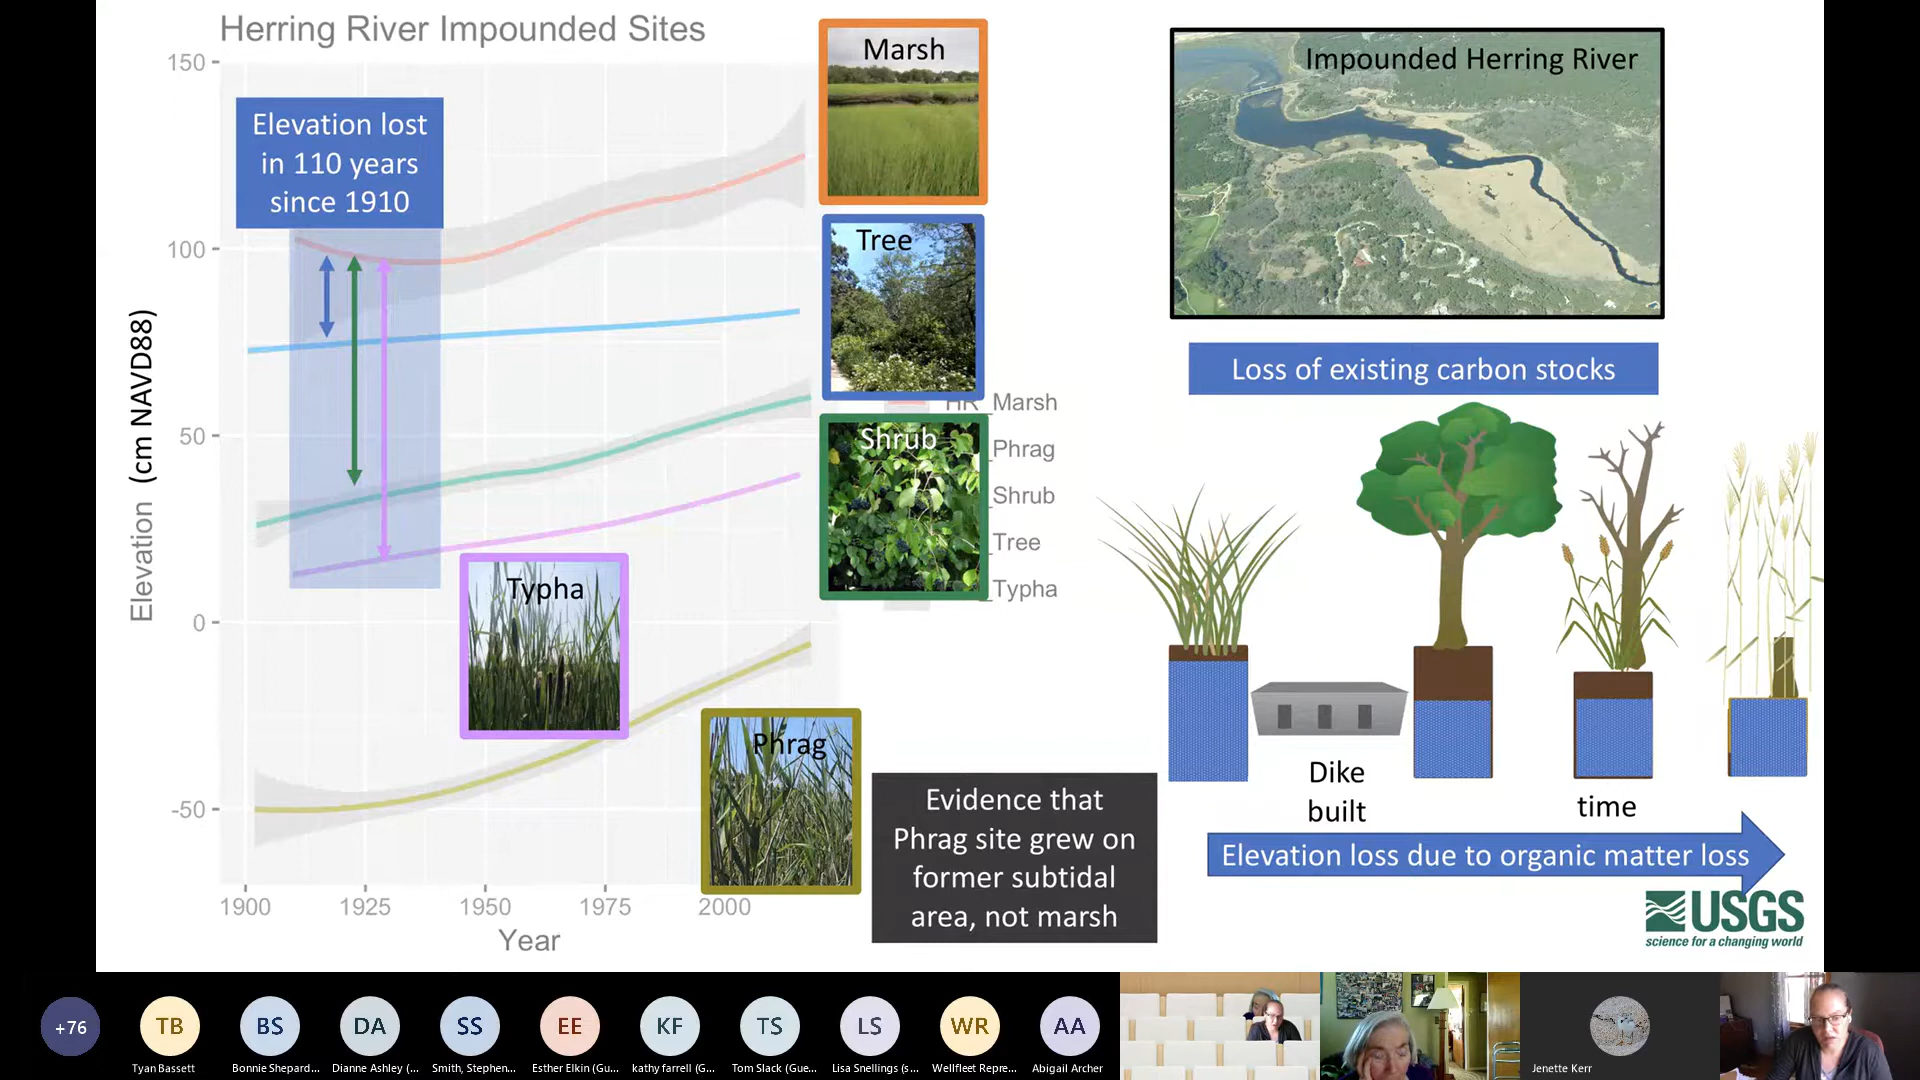 Herring River Impounded Sites
150
100
50
0
-50
Elevation (cm NAVD88)
1900
1925
1950
1975
2000
Year
Elevation lost
in 110 years
since 1910
Marsh
Tree
Shrub
Typha
Phrag
HR_Marsh
_Phrag
_Shrub
_Tree
_Typha
Evidence that
Phrag site grew on
former subtidal
area, not marsh
Impounded Herring River
Loss of existing carbon stocks
Dike
built
time
Elevation loss due to organic matter loss
USGS
science for a changing world
+76
TB
BS
DA
SS
EE
KF
TS
LS
WR
AA
Tyan Bassett
Bonnie Shepard...
Dianne Ashley (...
Smith, Stephen...
Esther Elkin (Gu...
kathy farrell (G...
Tom Slack (Gue...
Lisa Snellings (s...
Wellfleet Repre...
Abigail Archer
Jenette Kerr